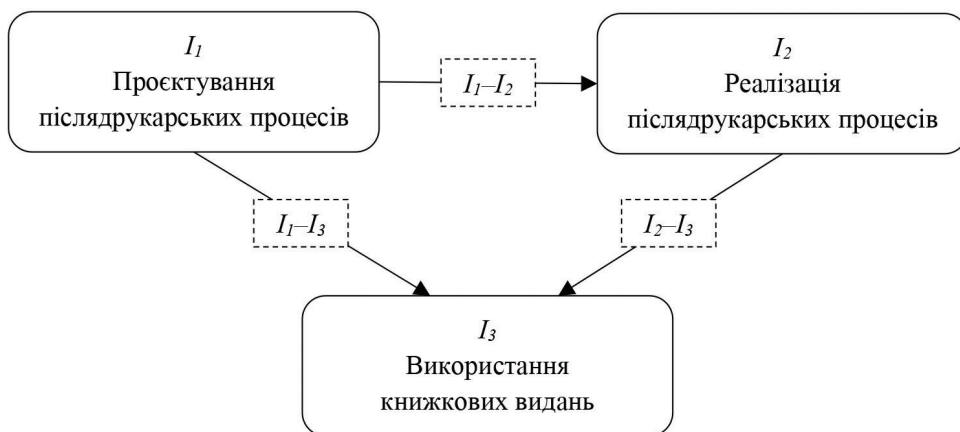 I₁
Проєктування
післядрукарських процесів
I₁–I₂
I₂
Реалізація
післядрукарських процесів
I₁–I₃
I₂–I₃
I₃
Використання
книжкових видань